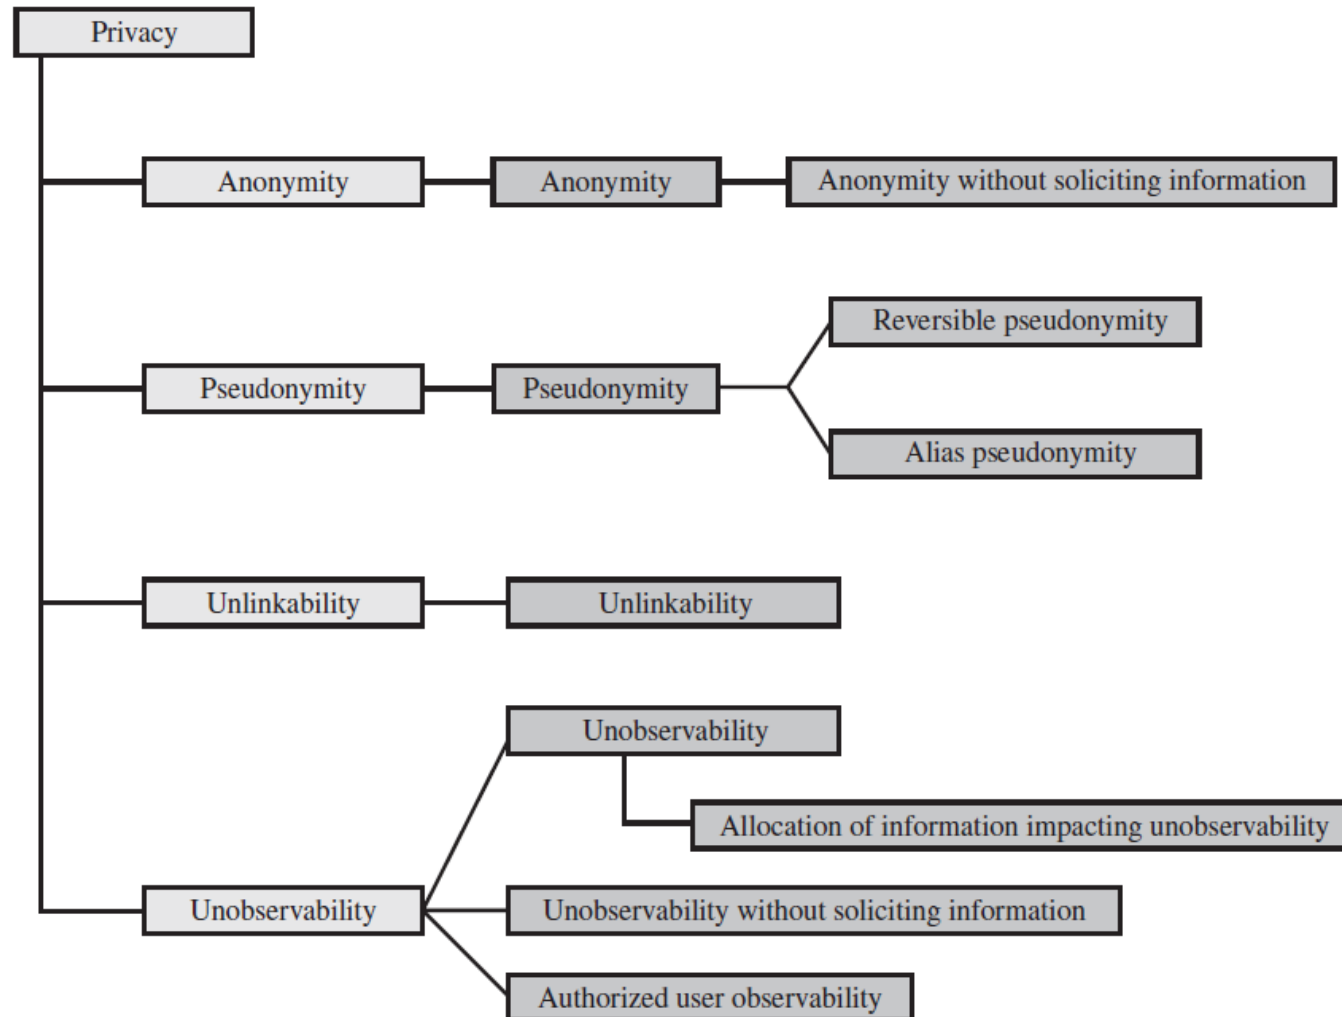 Privacy
Anonymity
Anonymity
Anonymity without soliciting information
Reversible pseudonymity
Pseudonymity
Pseudonymity
Alias pseudonymity
Unlinkability
Unlinkability
Unobservability
Allocation of information impacting unobservability
Unobservability
Unobservability without soliciting information
Authorized user observability